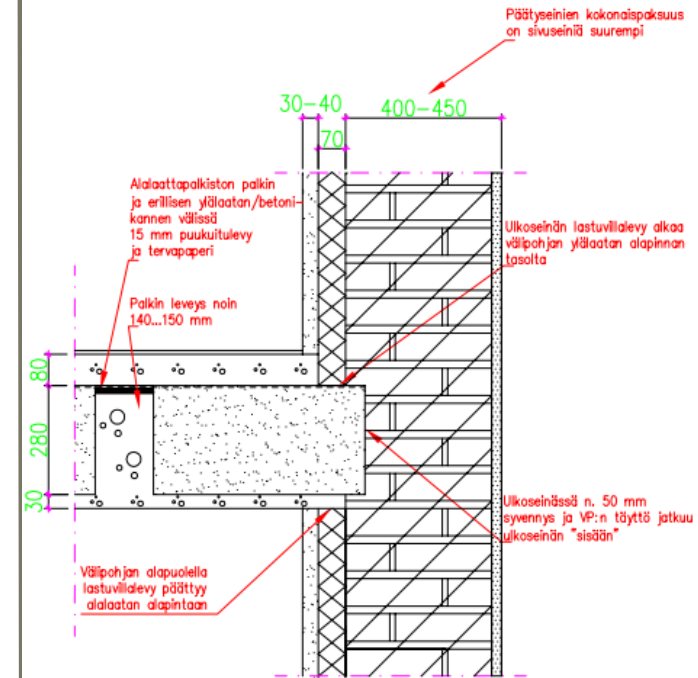 Päätyseinien kokonaispaksuus
on sivuseiniä suurempi
30-40
400-450
70
Alalaattapalkiston palkin
ja erillisen ylälaatan/betoni-
kannen välissä
15 mm puukuitulevy
ja tervapaperi
Ulkoseinän lastuvillalevy alkaa
välipohjan ylälaatan alapinnan
tasolta
Palkin leveys noin
140...150 mm
80
280
30
Ulkoseinässä n. 50 mm
syvennys ja VP:n täyttö jatkuu
ulkoseinän "sisään"
Välipohjan alapuolella
lastuvillalevy päättyy
alalaatan alapintaan